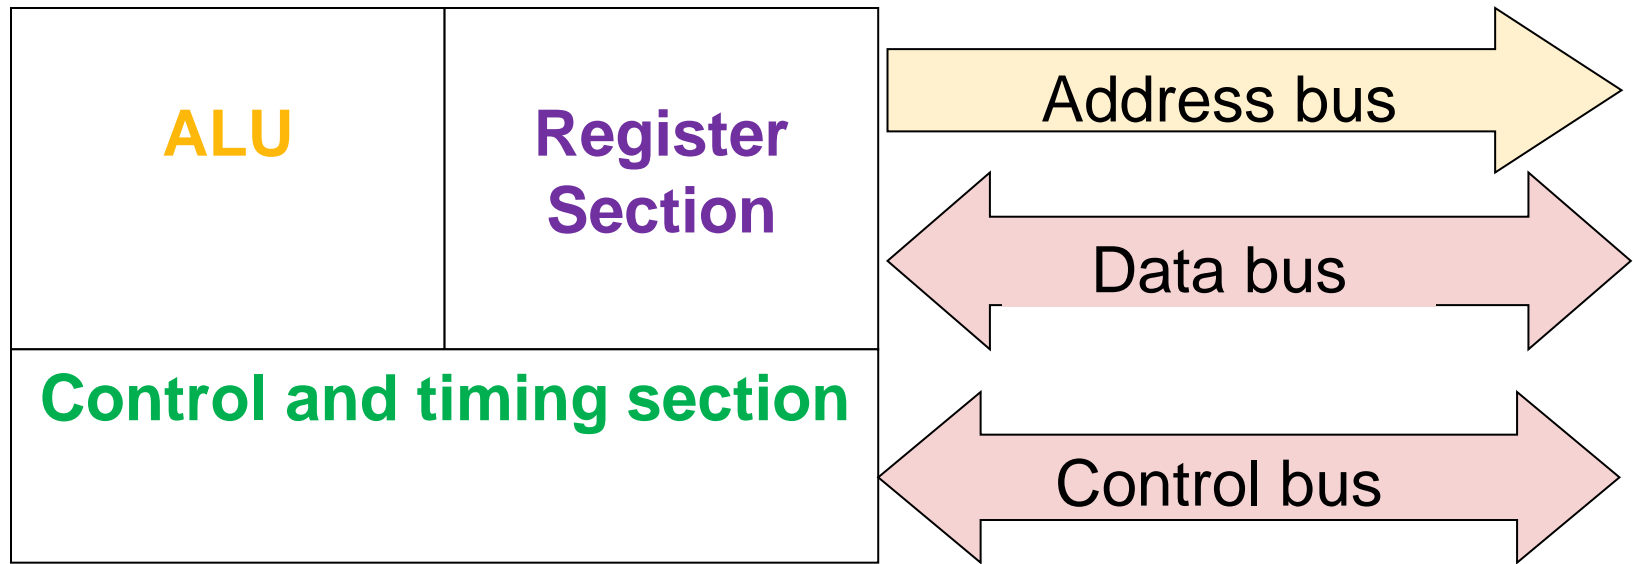 ALU
Register
Section
Control and timing section
Address bus
Data bus
Control bus